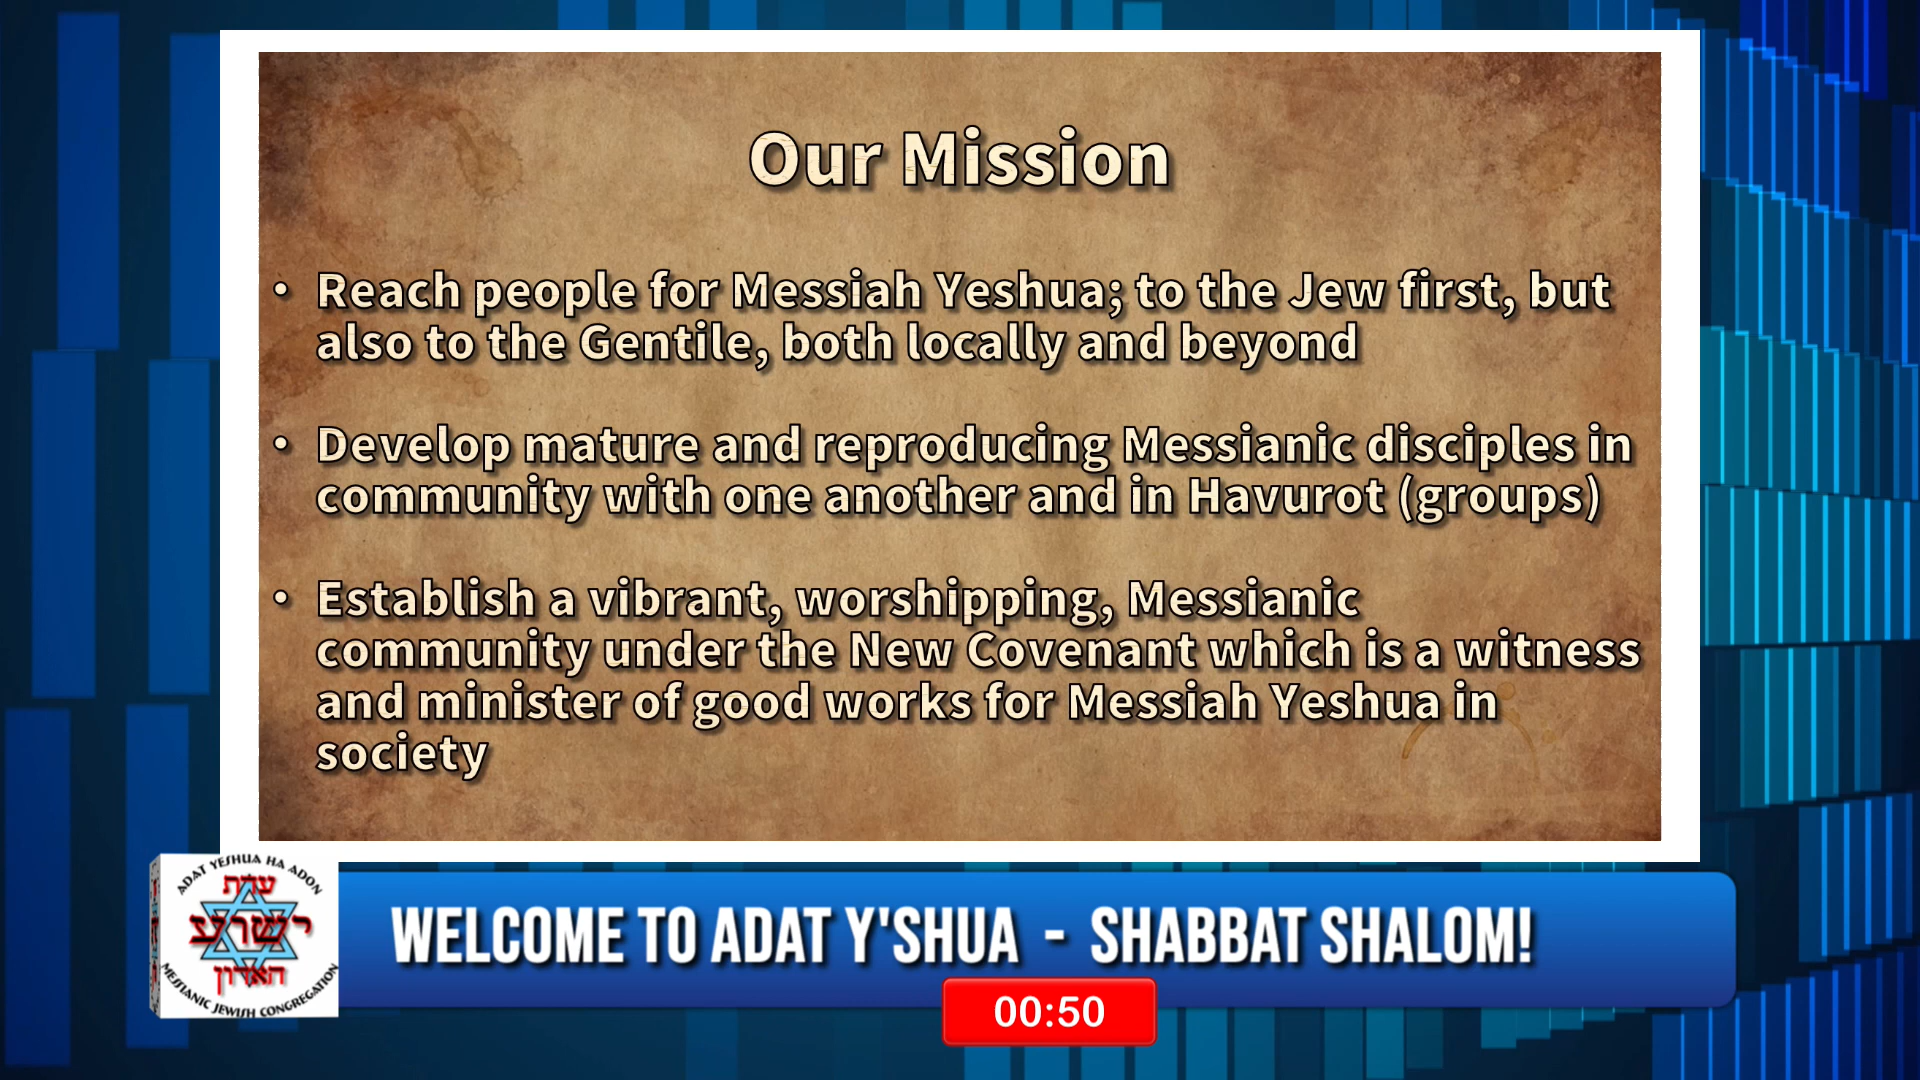 Our Mission
• Reach people for Messiah Yeshua; to the Jew first, but
also to the Gentile, both locally and beyond
• Develop mature and reproducing Messianic disciples in
community with one another and in Havurot (groups)
• Establish a vibrant, worshipping, Messianic
community under the New Covenant which is a witness
and minister of good works for Messiah Yeshua in
society
ADAT YESHUA HA ADON
עדת
ישוע
האדון
MESSIANIC JEWISH CONGREGATION
WELCOME TO ADAT Y'SHUA - SHABBAT SHALOM!
00:50